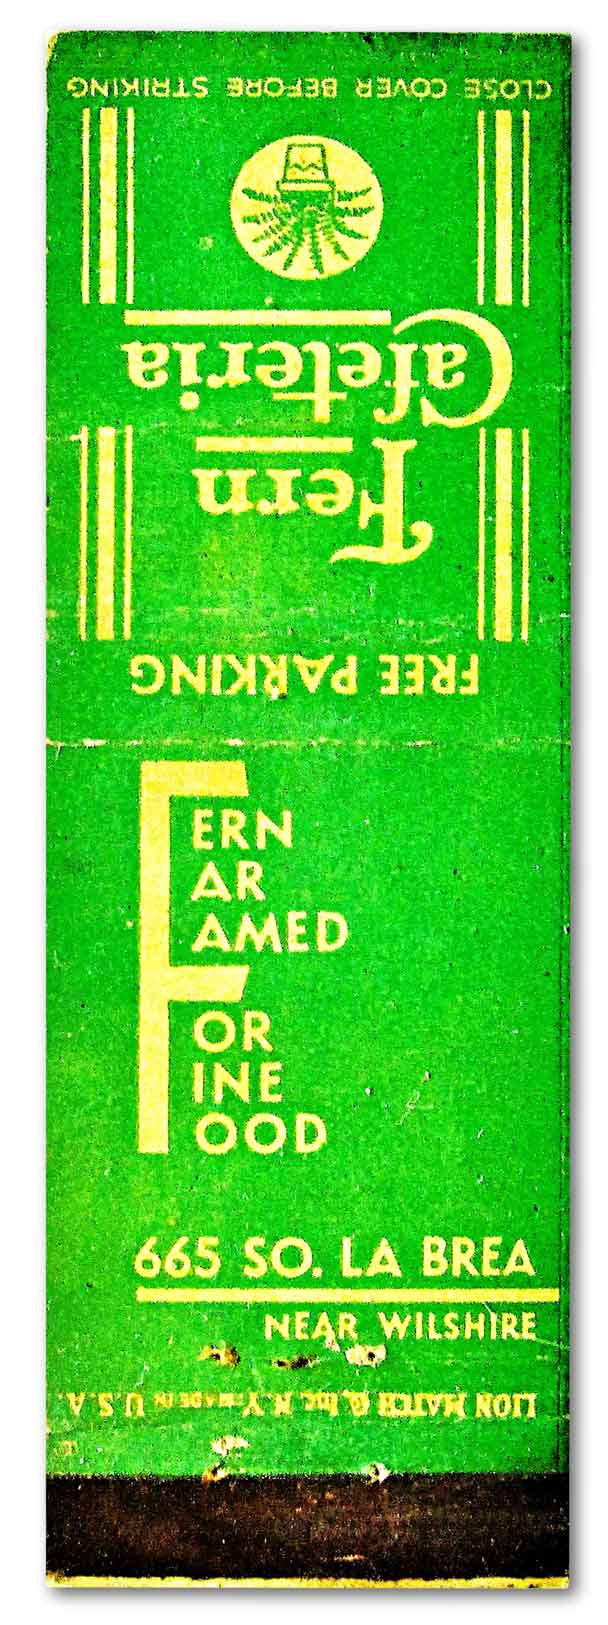 FREE PARKING
Fern
Cafeteria
CLOSE COVER BEFORE STRIKING
FERN
FAR
FAMED
FOR
FINE
FOOD
665 SO. LA BREA
NEAR WILSHIRE
LION MATCH CO., INC. N.Y. MADE IN U.S.A.